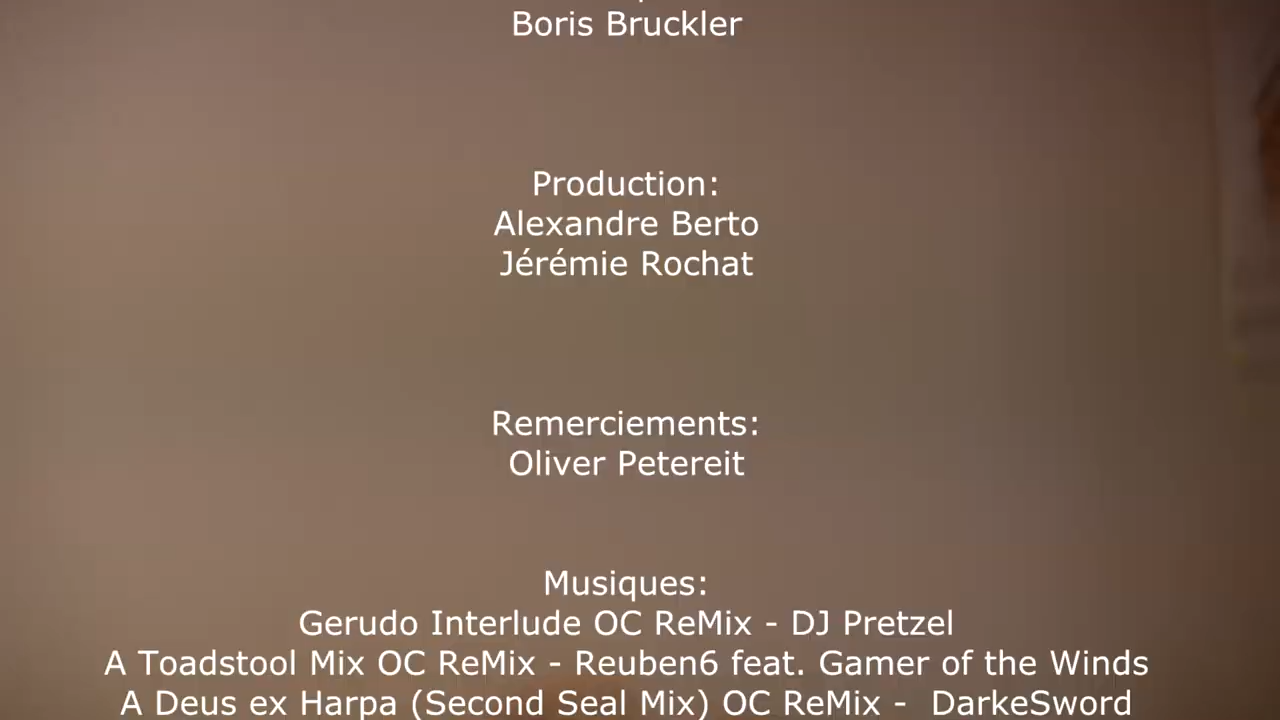 Boris Bruckler
Production:
Alexandre Berto
Jérémie Rochat
Remerciements:
Oliver Petereit
Musiques:
Gerudo Interlude OC ReMix - DJ Pretzel
A Toadstool Mix OC ReMix - Reuben6 feat. Gamer of the Winds
A Deus ex Harpa (Second Seal Mix) OC ReMix -  DarkeSword